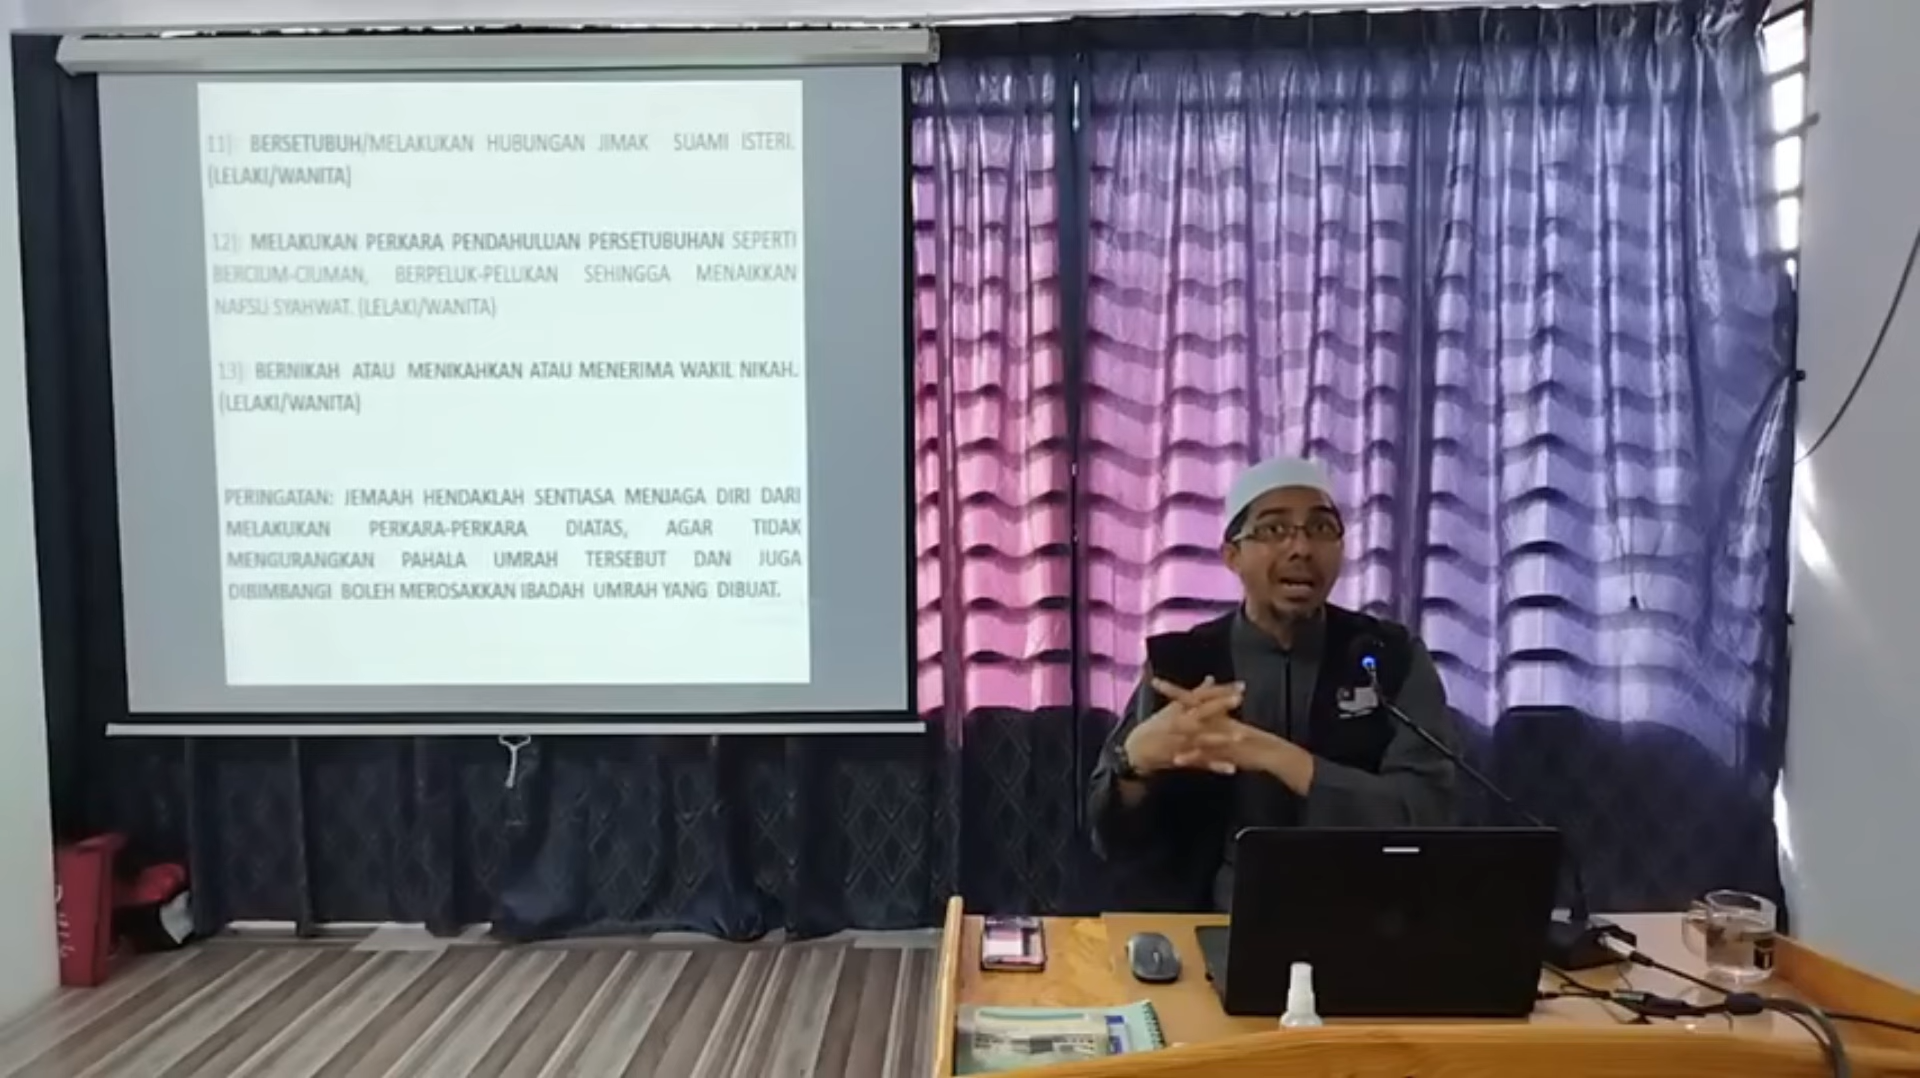 11): BERSETUBUH/MELAKUKAN HUBUNGAN JIMAK SUAMI ISTERI.
(LELAKI/WANITA)
12): MELAKUKAN PERKARA PENDAHULUAN PERSETUBUHAN SEPERTI
BERCIUM-CIUMAN, BERPELUK-PELUKAN SEHINGGA MENAIKKAN
NAFSU SYAHWAT. (LELAKI/WANITA)
13): BERNIKAH ATAU MENIKAHKAN ATAU MENERIMA WAKIL NIKAH.
(LELAKI/WANITA)
PERINGATAN: JEMAAH HENDAKLAH SENTIASA MENJAGA DIRI DARI
MELAKUKAN PERKARA-PERKARA DIATAS, AGAR TIDAK
MENGURANGKAN PAHALA UMRAH TERSEBUT DAN JUGA
DIBIMBANGI BOLEH MEROSAKKAN IBADAH UMRAH YANG DIBUAT.